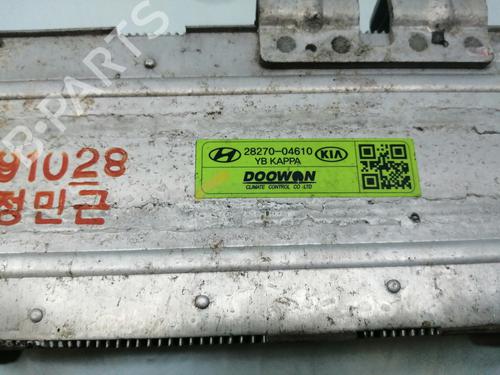 B-PARTS
91028
정민근
28270-04610
KIA
YB KAPPA
DOOWON
CLIMATE CONTROL CO LTD